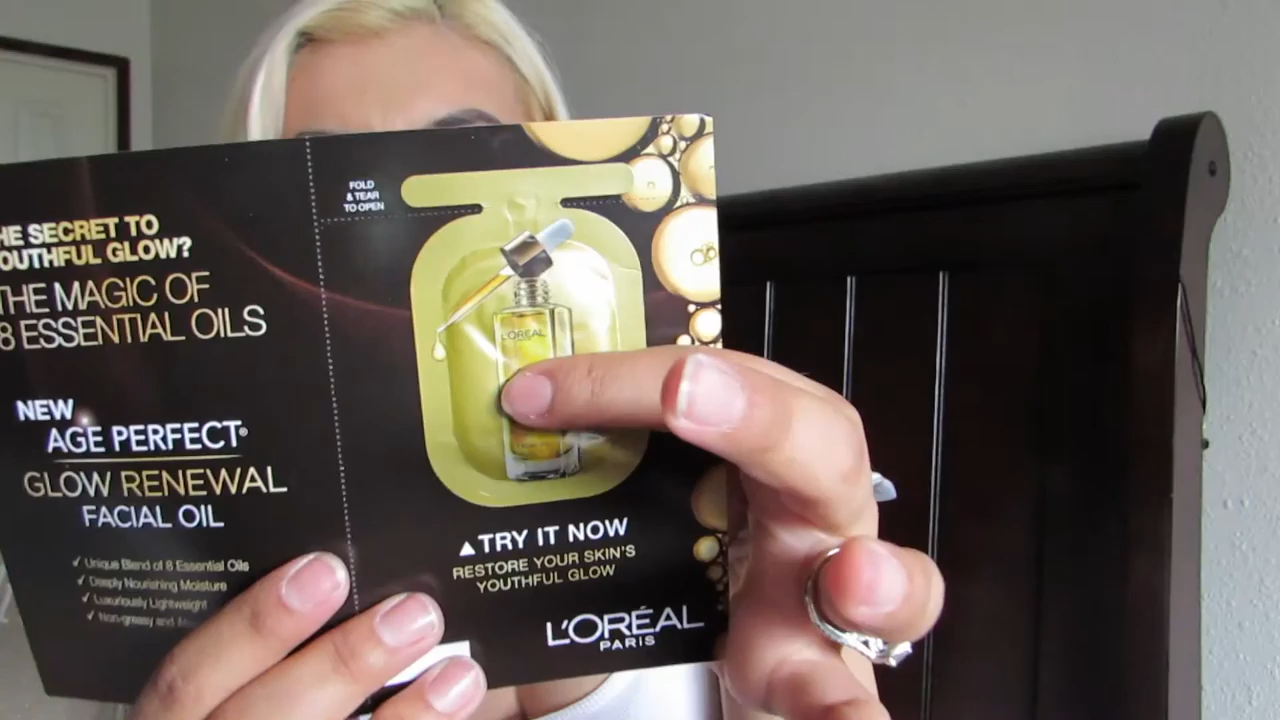 HE SECRET TO
OUTHFUL GLOW?
THE MAGIC OF
8 ESSENTIAL OILS
NEW
AGE PERFECT®
GLOW RENEWAL
FACIAL OIL
✓ Unique Blend of 8 Essential Oils
✓ Deeply Nourishing Moisture
✓ Luxuriously Lightweight
✓ Non-greasy and
FOLD
& TEAR
TO OPEN
L'ORÉAL
▲TRY IT NOW
RESTORE YOUR SKIN'S
YOUTHFUL GLOW
L'ORÉAL
PARIS